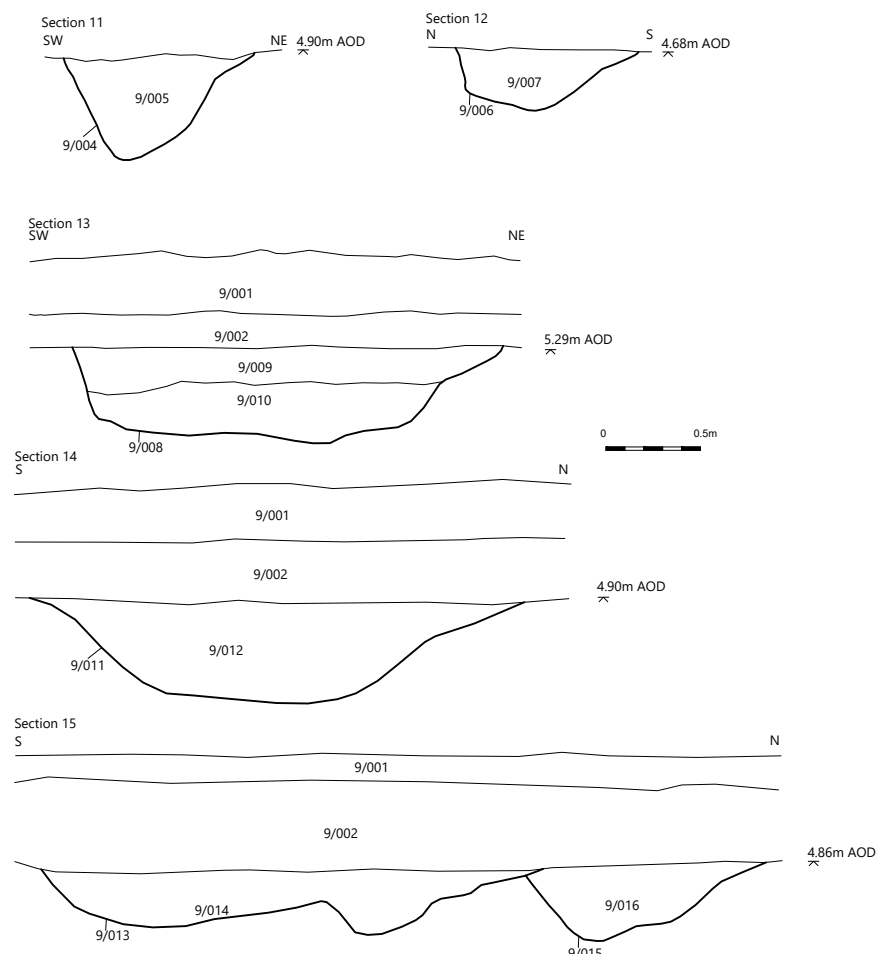 Section 11
SW
NE
4.90m AOD
9/005
9/004
Section 12
N
S
4.68m AOD
9/007
9/006
Section 13
SW
NE
9/001
9/002
5.29m AOD
9/009
9/010
9/008
0
0.5m
Section 14
S
N
9/001
9/002
4.90m AOD
9/012
9/011
Section 15
S
N
9/001
9/002
4.86m AOD
9/014
9/016
9/013
9/015